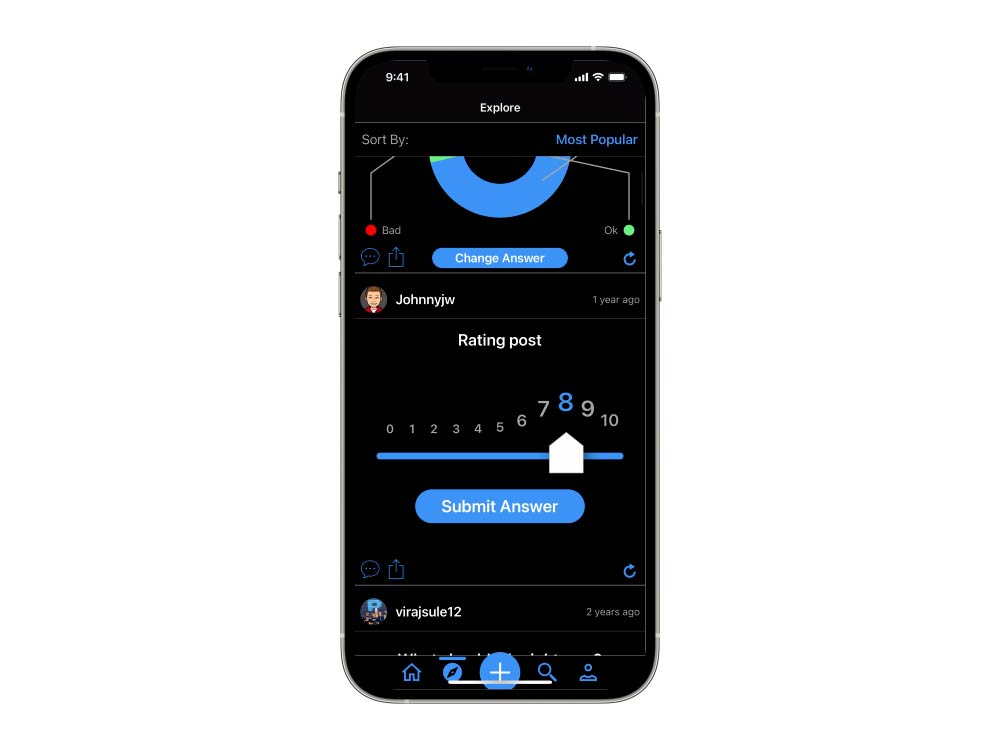 9:41
Explore
Sort By: Most Popular
Bad Ok
Change Answer
Johnnyjw 1 year ago
Rating post
0 1 2 3 4 5 6 7 8 9 10
Submit Answer
virajsule12 2 years ago